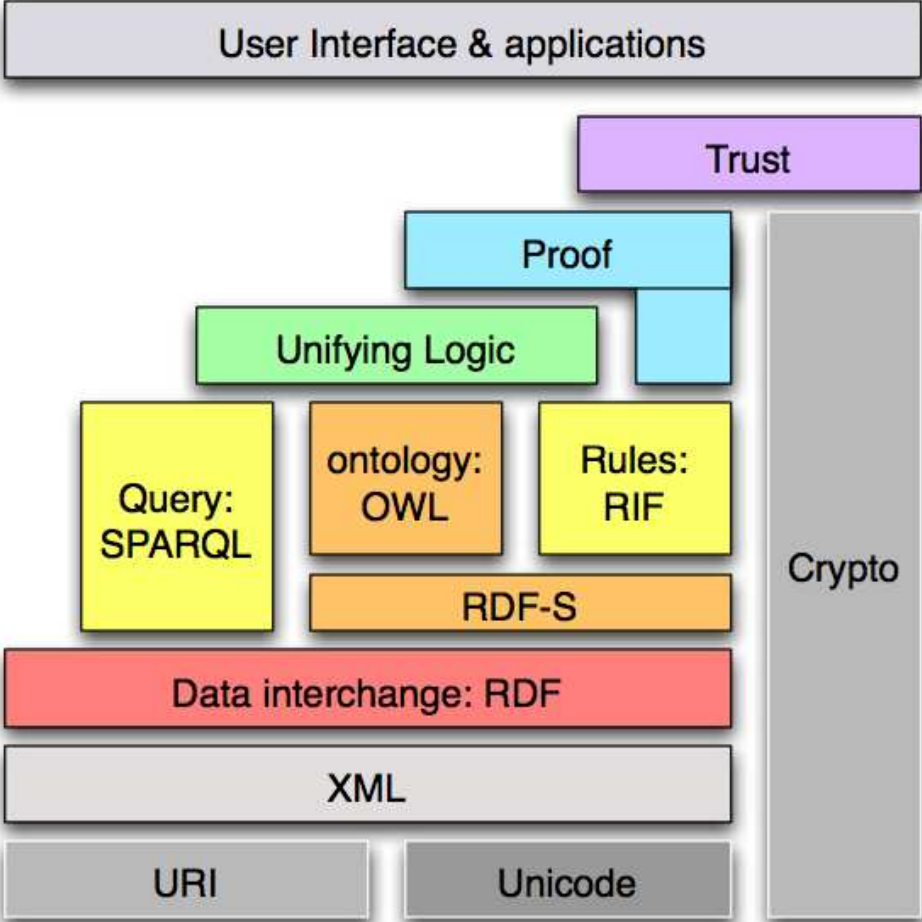 User Interface & applications
Trust
Proof
Unifying Logic
Query:
SPARQL
ontology:
OWL
Rules:
RIF
Crypto
RDF-S
Data interchange: RDF
XML
URI
Unicode